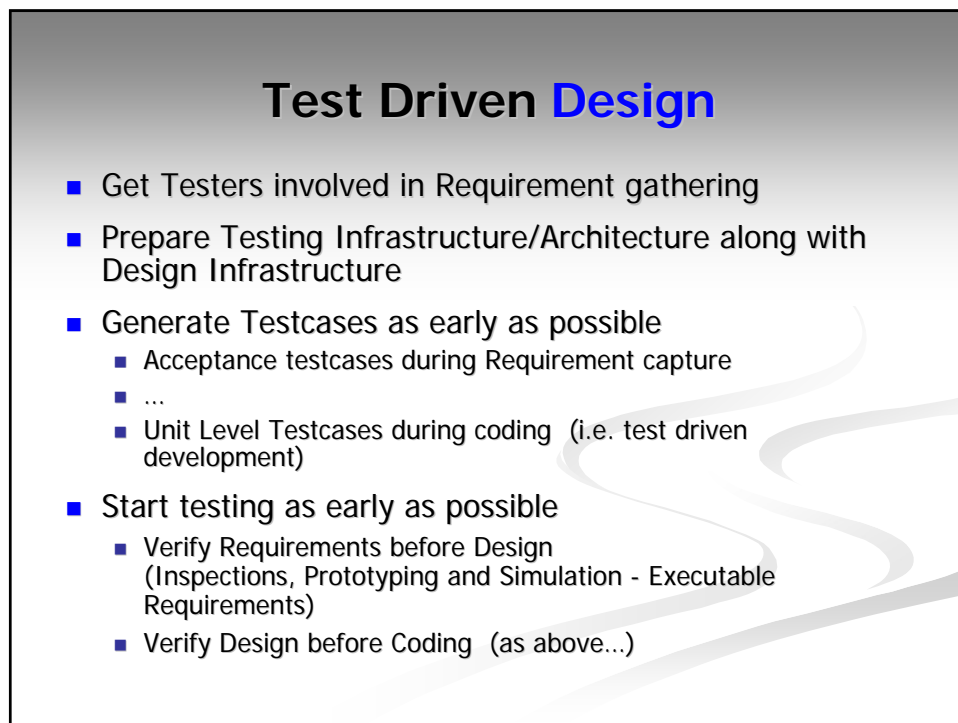 Test Driven Design
Get Testers involved in Requirement gathering
Prepare Testing Infrastructure/Architecture along with
Design Infrastructure
Generate Testcases as early as possible
Acceptance testcases during Requirement capture
...
Unit Level Testcases during coding (i.e. test driven
development)
Start testing as early as possible
Verify Requirements before Design
(Inspections, Prototyping and Simulation - Executable
Requirements)
Verify Design before Coding (as above...)